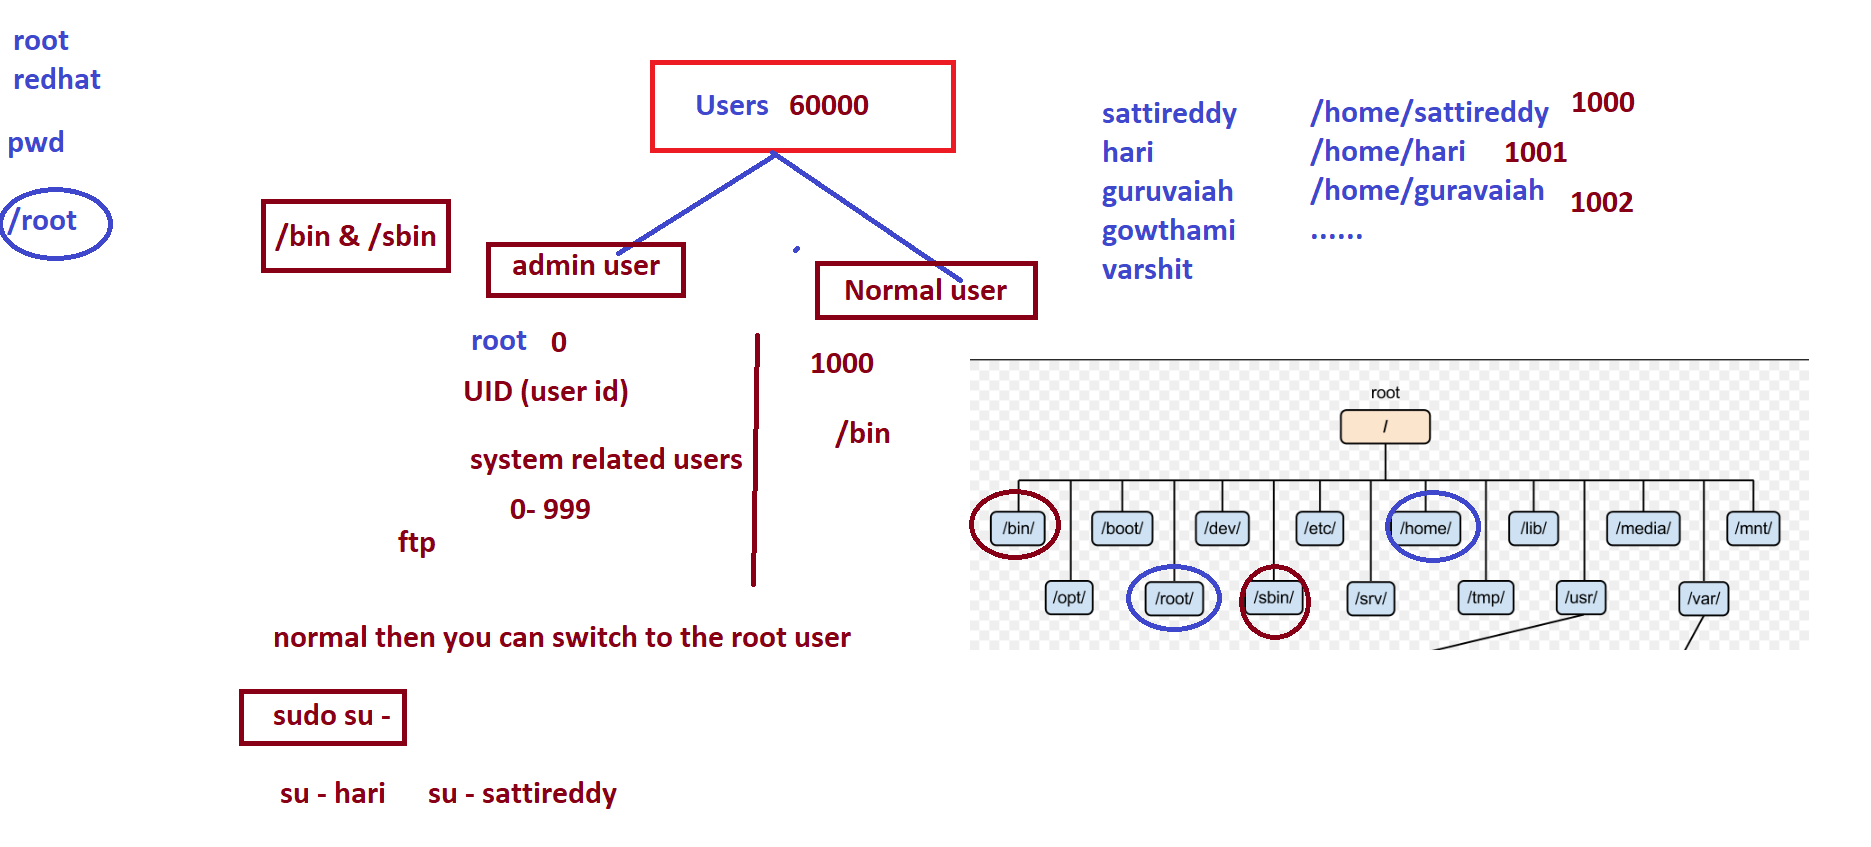 root
redhat
pwd
/root
Users 60000
/bin & /sbin
admin user
Normal user
root 0
UID (user id)
system related users
0- 999
ftp
1000
/bin
normal then you can switch to the root user
sudo su -
su - hari su - sattireddy
sattireddy /home/sattireddy 1000
hari /home/hari 1001
guruvaiah /home/guravaiah 1002
gowthami ......
varshit
root
/
/bin/ /boot/ /dev/ /etc/ /home/ /lib/ /media/ /mnt/
/opt/ /root/ /sbin/ /srv/ /tmp/ /usr/ /var/